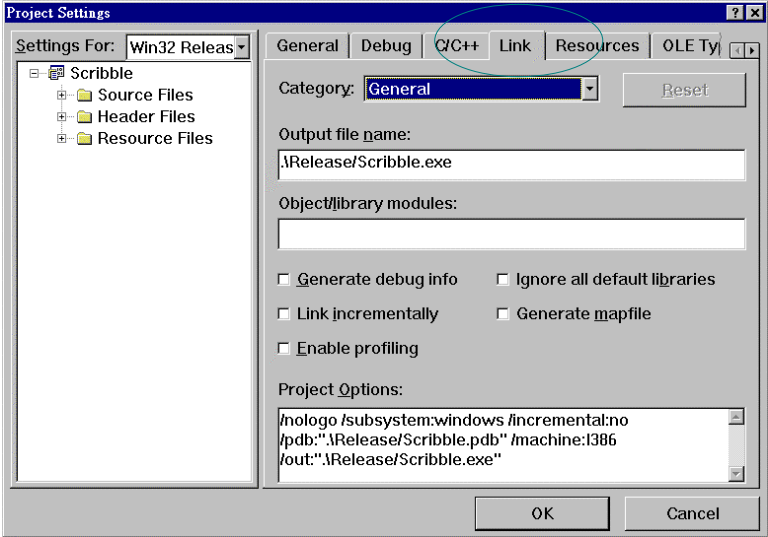 Project Settings
Settings For: Win32 Releas
Scribble
Source Files
Header Files
Resource Files
General Debug C/C++ Link Resources OLE Ty
Category: General Reset
Output file name:
.\Release/Scribble.exe
Object/library modules:
Generate debug info Ignore all default libraries
Link incrementally Generate mapfile
Enable profiling
Project Options:
/nologo /subsystem:windows /incremental:no
/pdb:".\Release/Scribble.pdb" /machine:I386
/out:".\Release/Scribble.exe"
OK Cancel